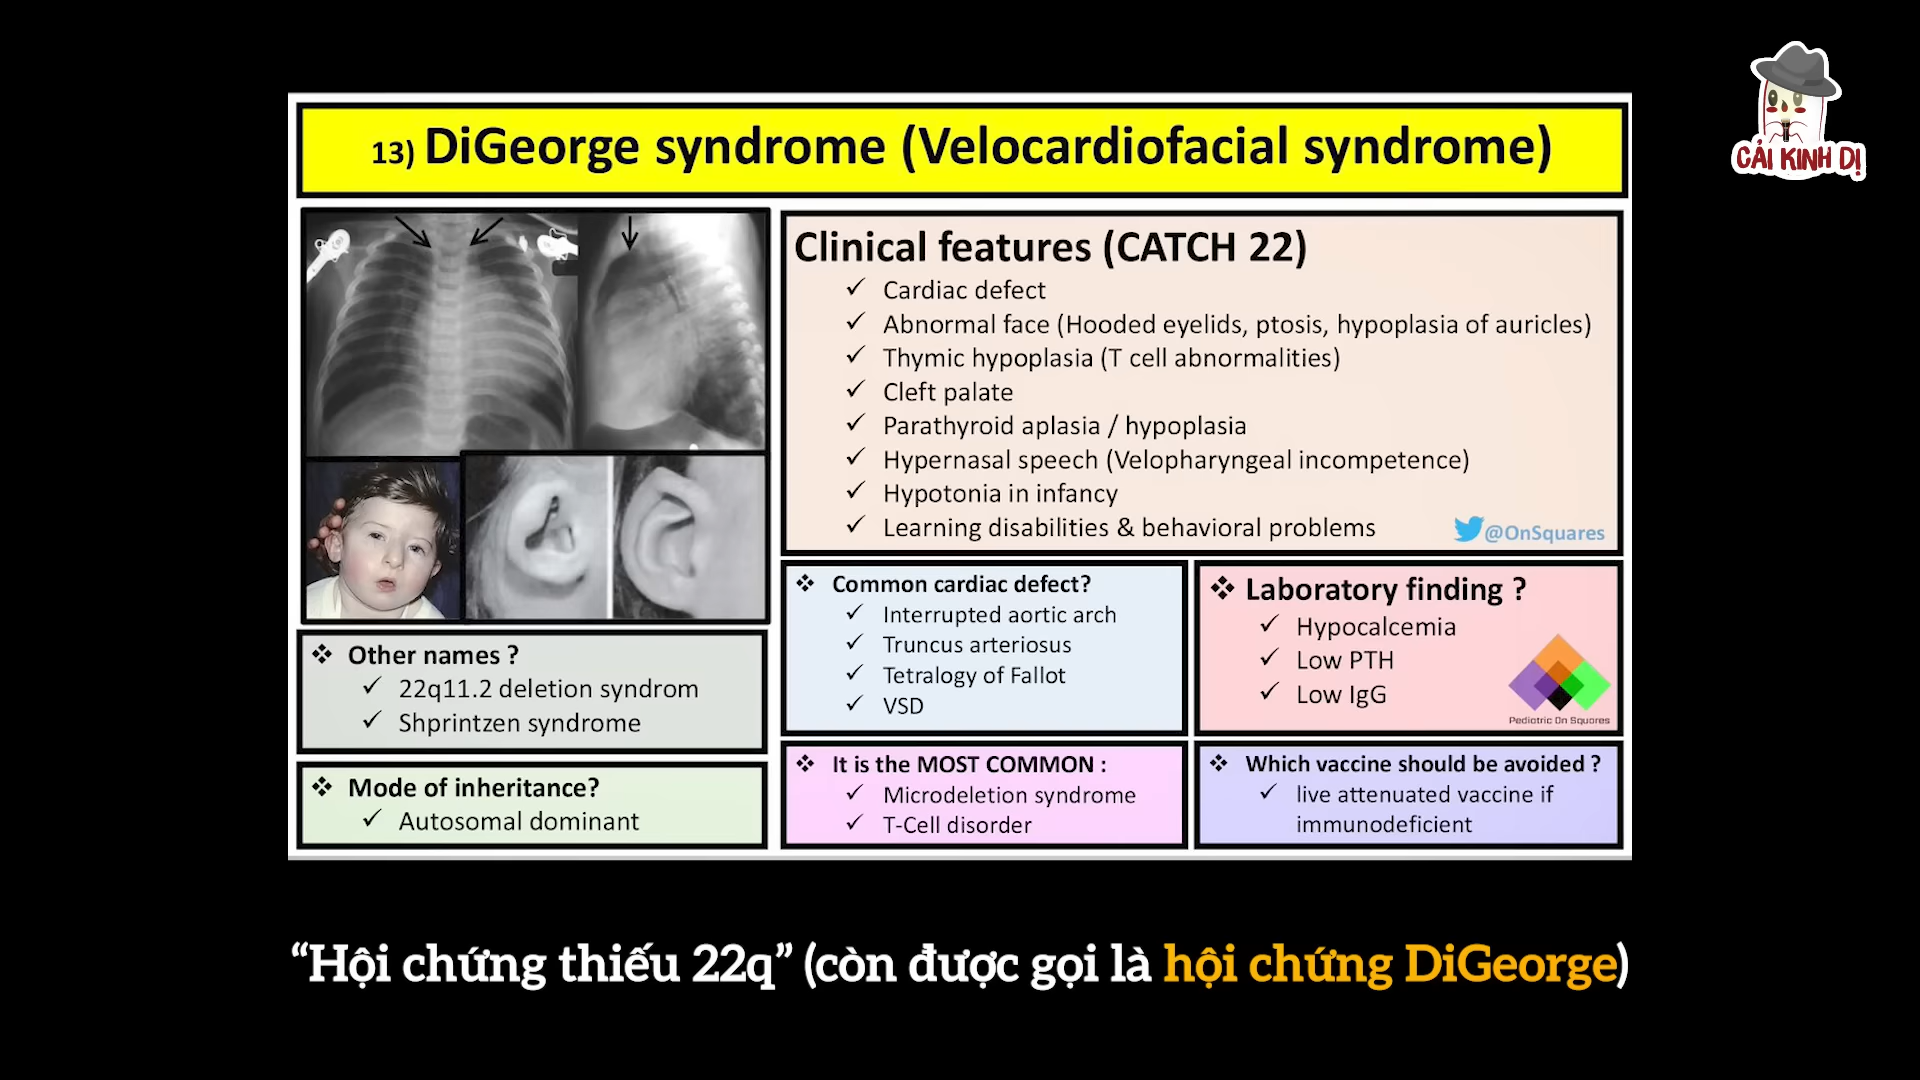 CẢI KINH DỊ
13) DiGeorge syndrome (Velocardiofacial syndrome)
Clinical features (CATCH 22)
✓ Cardiac defect
✓ Abnormal face (Hooded eyelids, ptosis, hypoplasia of auricles)
✓ Thymic hypoplasia (T cell abnormalities)
✓ Cleft palate
✓ Parathyroid aplasia / hypoplasia
✓ Hypernasal speech (Velopharyngeal incompetence)
✓ Hypotonia in infancy
✓ Learning disabilities & behavioral problems
@OnSquares
❖ Other names ?
✓ 22q11.2 deletion syndrom
✓ Shprintzen syndrome
❖ Mode of inheritance?
✓ Autosomal dominant
❖ Common cardiac defect?
✓ Interrupted aortic arch
✓ Truncus arteriosus
✓ Tetralogy of Fallot
✓ VSD
❖ Laboratory finding ?
✓ Hypocalcemia
✓ Low PTH
✓ Low IgG
Pediatric On Squares
❖ It is the MOST COMMON :
✓ Microdeletion syndrome
✓ T-Cell disorder
❖ Which vaccine should be avoided ?
✓ live attenuated vaccine if
immunodeficient
“Hội chứng thiếu 22q” (còn được gọi là hội chứng DiGeorge)